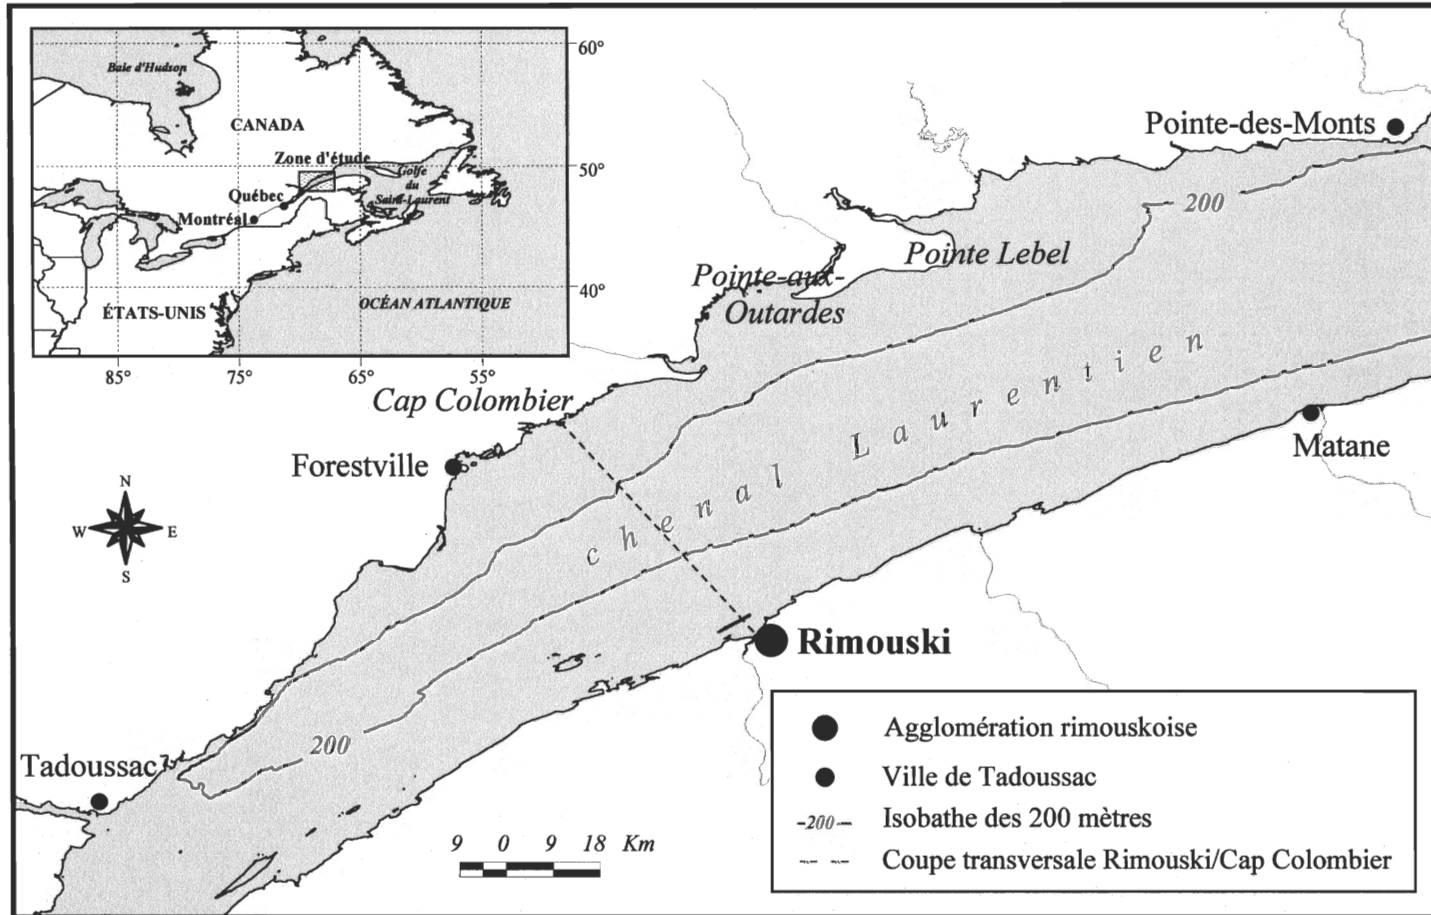 60°
Baie d'Hudson
CANADA
Zone d'étude
50°
Golfe
du
Saint-Laurent
Québec
Montréal
40°
OCÉAN ATLANTIQUE
ÉTATS-UNIS
85°
75°
65°
55°
Pointe-des-Monts
200
Pointe Lebel
Pointe-aux-
Outardes
chenal Laurentien
Cap Colombier
Forestville
Matane
N
W
E
S
Rimouski
200
Tadoussac
9 0 9 18 Km
Agglomération rimouskoise
Ville de Tadoussac
-200- Isobathe des 200 mètres
Coupe transversale Rimouski/Cap Colombier